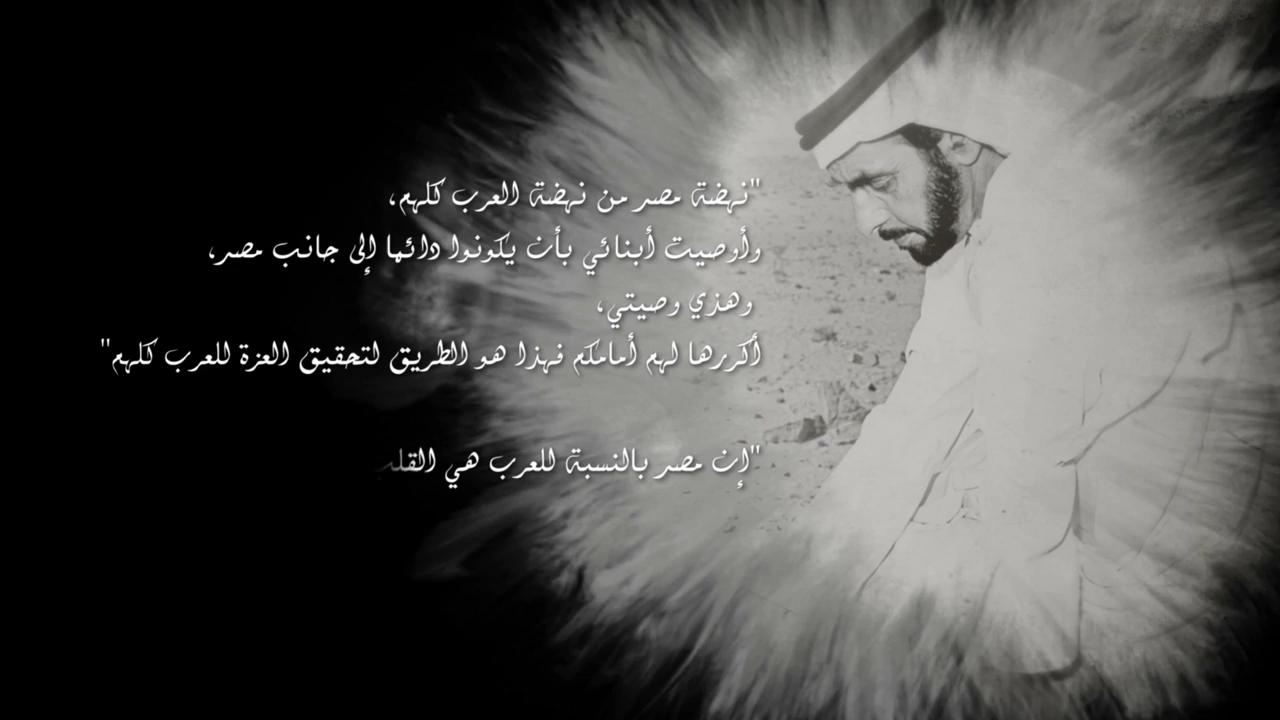 "نهضة مصر من نهضة العرب كلهم،
وأوصيت أبنائي بأن يكونوا دائما إلى جانب مصر،
وهذي وصيتي،
أكررها لهم أمامكم فهذا هو الطريق لتحقيق العزة للعرب كلهم"
"إن مصر بالنسبة للعرب هي